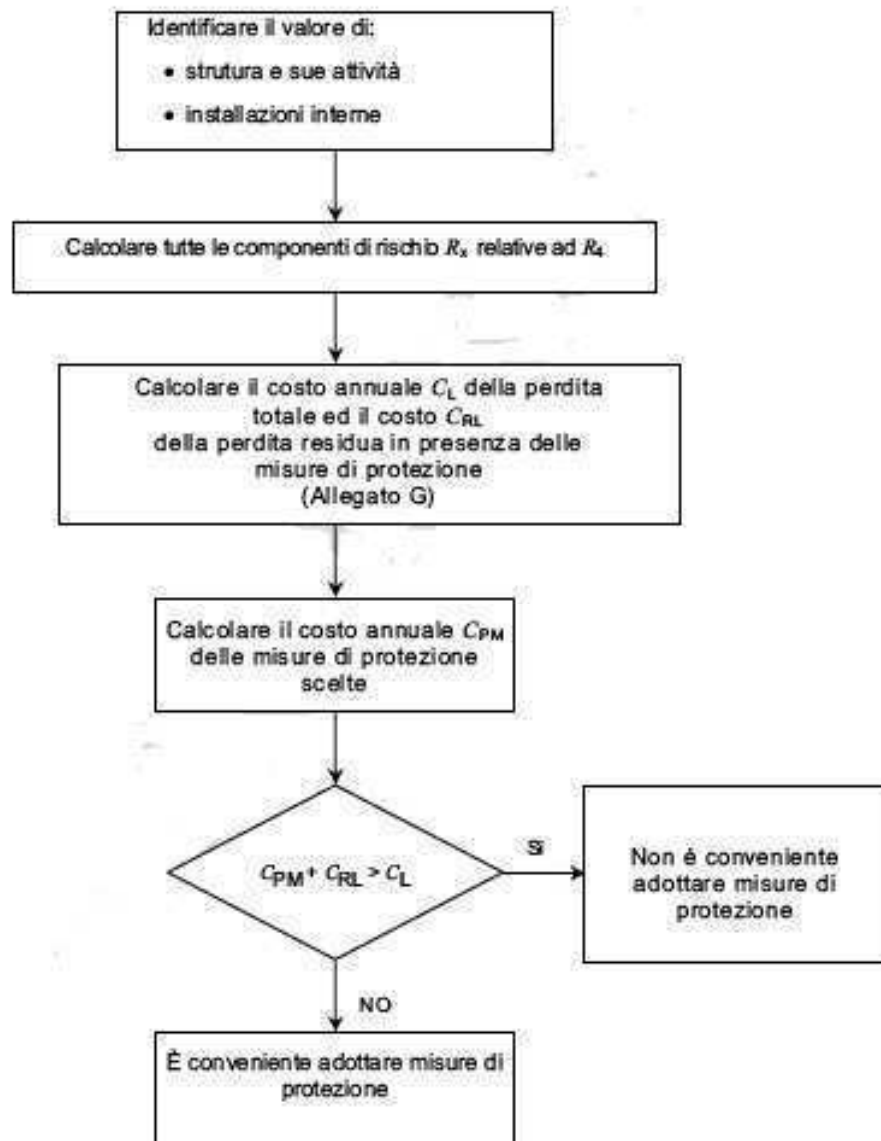 Identificare il valore di:
• strutura e sue attività
• installazioni interne
Calcolare tutte le componenti di rischio Rx relative ad R4
Calcolare il costo annuale CL della perdita
totale ed il costo CRL
della perdita residua in presenza delle
misure di protezione
(Allegato G)
Calcolare il costo annuale CPM
delle misure di protezione
scelte
CPM + CRL > CL
Si
Non é conveniente
adottare misure di
protezione
NO
È conveniente adottare misure di
protezione